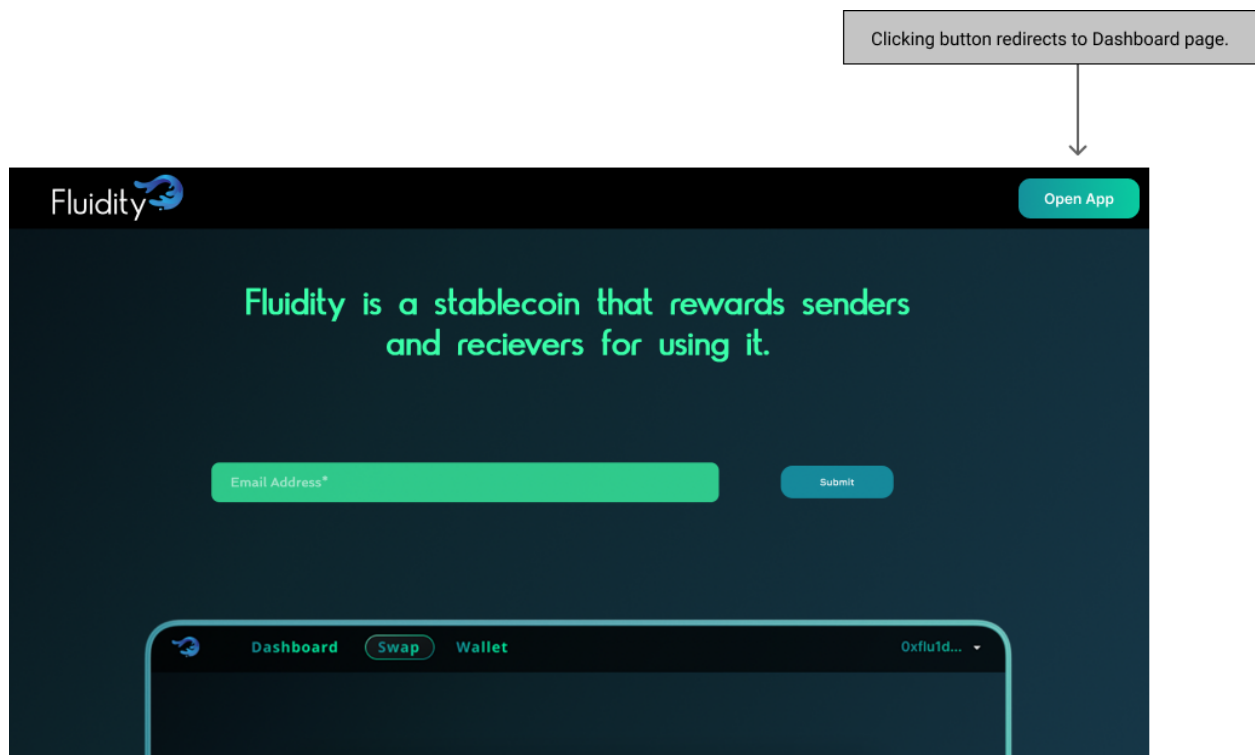 Clicking button redirects to Dashboard page.
Fluidity
Open App
Fluidity is a stablecoin that rewards senders
and recievers for using it.
Email Address*
Submit
Dashboard Swap Wallet 0xflu1d...